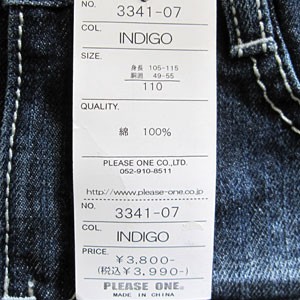 NO. 3341-07
COL. INDIGO
SIZE.
身長 105-115
胴囲 49-55
110
QUALITY.
綿 100%
PLEASE ONE CO.,LTD.
052-910-8511
http://www.please-one.co.jp
NO. 3341-07
COL. INDIGO
PRICE. ¥3,800-
(税込¥3,990-)
PLEASE ONE.
MADE IN CHINA